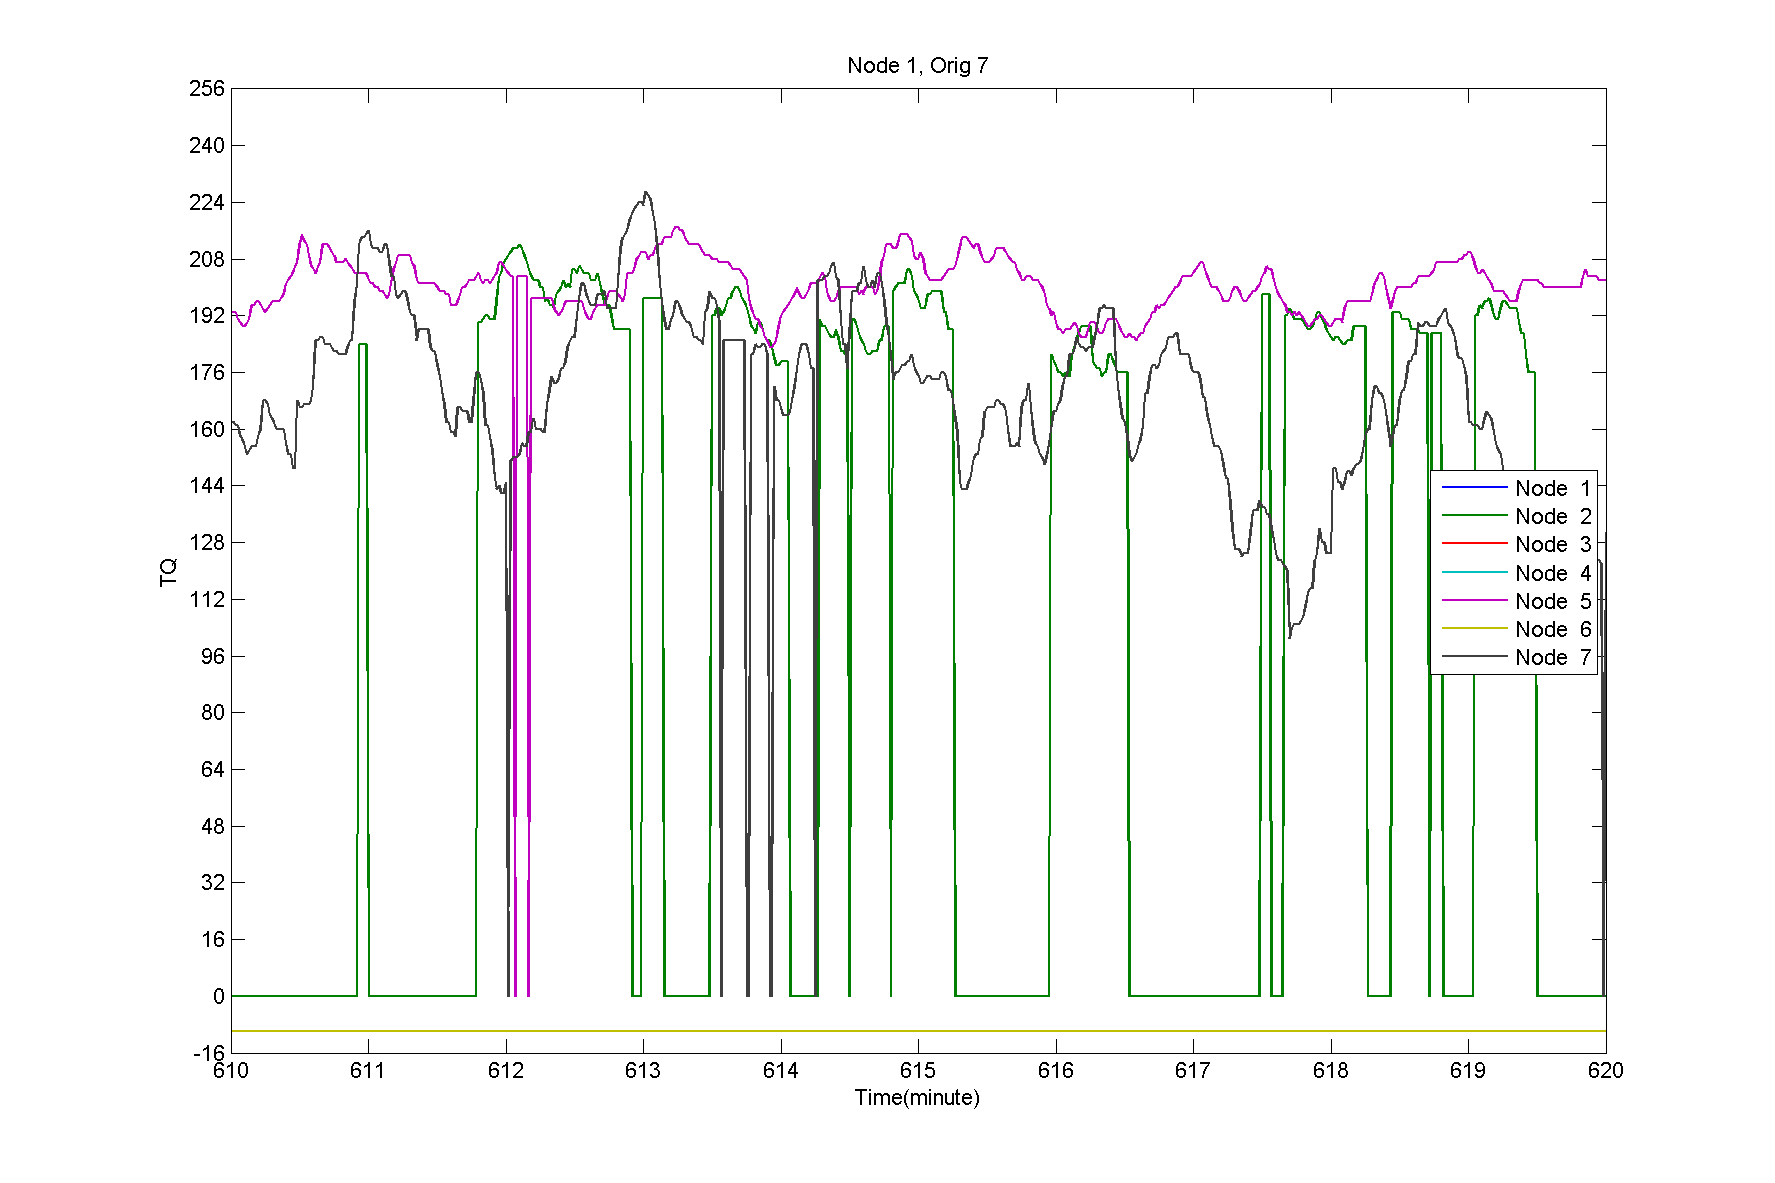 Node 1, Orig 7
256
240
224
208
192
176
160
144
128
112
96
80
64
48
32
16
0
-16
TQ
Node 1
Node 2
Node 3
Node 4
Node 5
Node 6
Node 7
610 611 612 613 614 615 616 617 618 619 620
Time(minute)